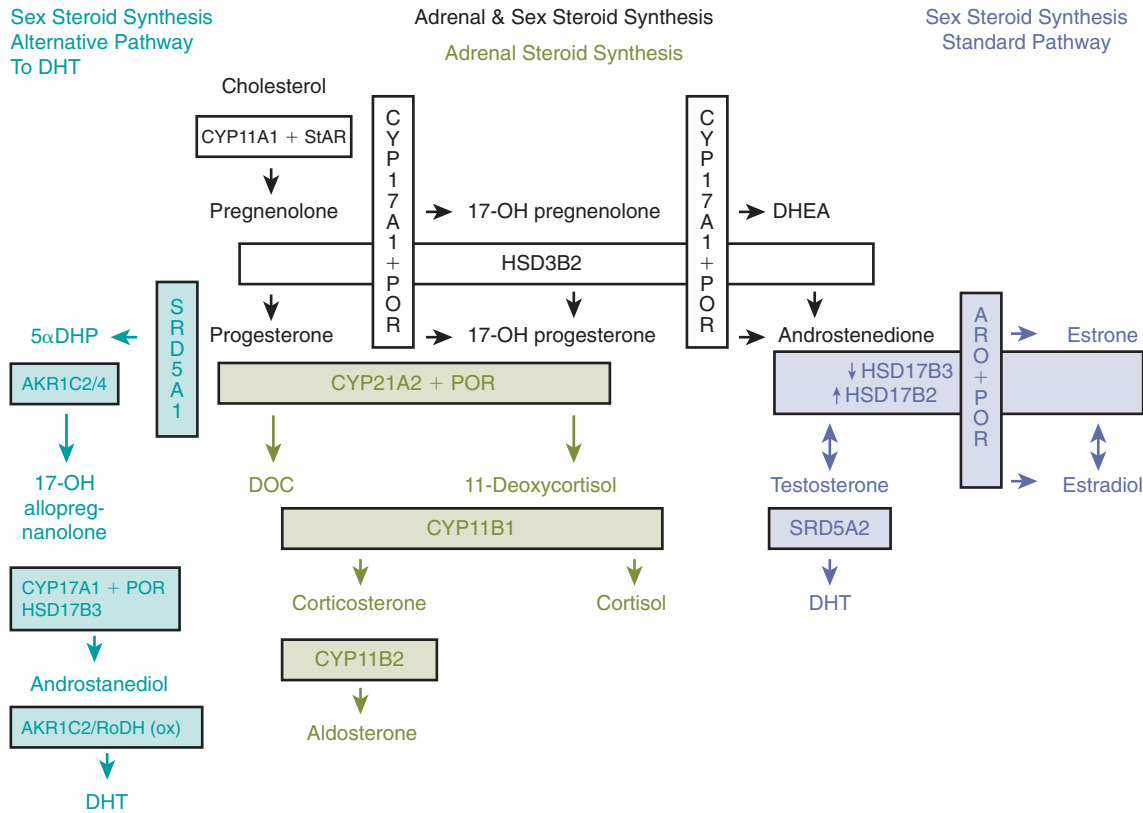 Sex Steroid Synthesis
Alternative Pathway
To DHT
Adrenal & Sex Steroid Synthesis
Adrenal Steroid Synthesis
Sex Steroid Synthesis
Standard Pathway
Cholesterol
CYP11A1 + StAR
CYP17A1+POR
CYP17A1+POR
Pregnenolone
17-OH pregnenolone
DHEA
HSD3B2
SRD5A1
5αDHP
Progesterone
17-OH progesterone
Androstenedione
ARO+POR
Estrone
AKR1C2/4
CYP21A2 + POR
↓HSD17B3
↑HSD17B2
17-OH
allopreg-
nanolone
DOC
11-Deoxycortisol
Testosterone
Estradiol
CYP11B1
SRD5A2
CYP17A1 + POR
HSD17B3
Corticosterone
Cortisol
DHT
CYP11B2
Androstanediol
AKR1C2/RoDH (ox)
Aldosterone
DHT